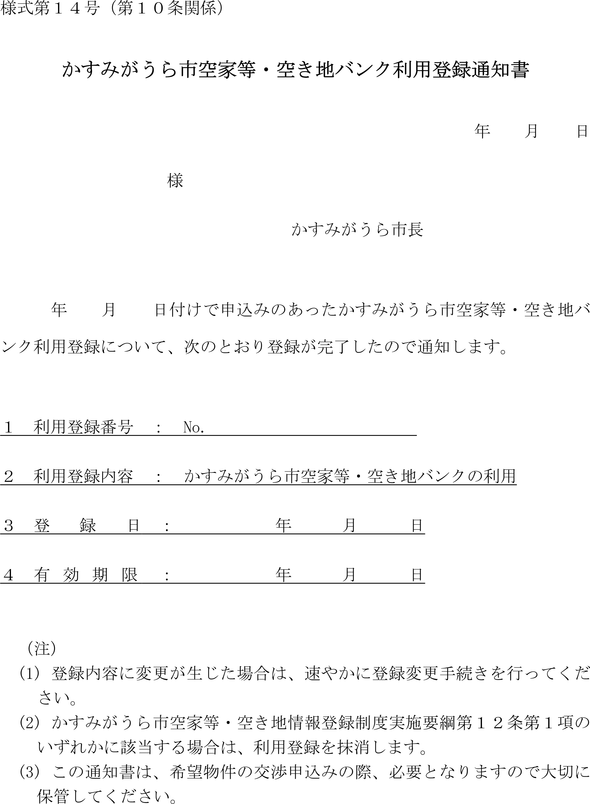 様式第１４号（第１０条関係）
かすみがうら市空家等・空き地バンク利用登録通知書
年　　月　　日
様
かすみがうら市長
年　　月　　日付けで申込みのあったかすみがうら市空家等・空き地バ
ンク利用登録について、次のとおり登録が完了したので通知します。
１　利用登録番号　：　No.
２　利用登録内容　：　かすみがうら市空家等・空き地バンクの利用
３　登　録　日　：　　　　　　年　　　月　　　日
４　有　効　期　限　：　　　　　　年　　　月　　　日
（注）
(1) 登録内容に変更が生じた場合は、速やかに登録変更手続きを行ってくだ
さい。
(2) かすみがうら市空家等・空き地情報登録制度実施要綱第１２条第１項の
いずれかに該当する場合は、利用登録を抹消します。
(3) この通知書は、希望物件の交渉申込みの際、必要となりますので大切に
保管してください。